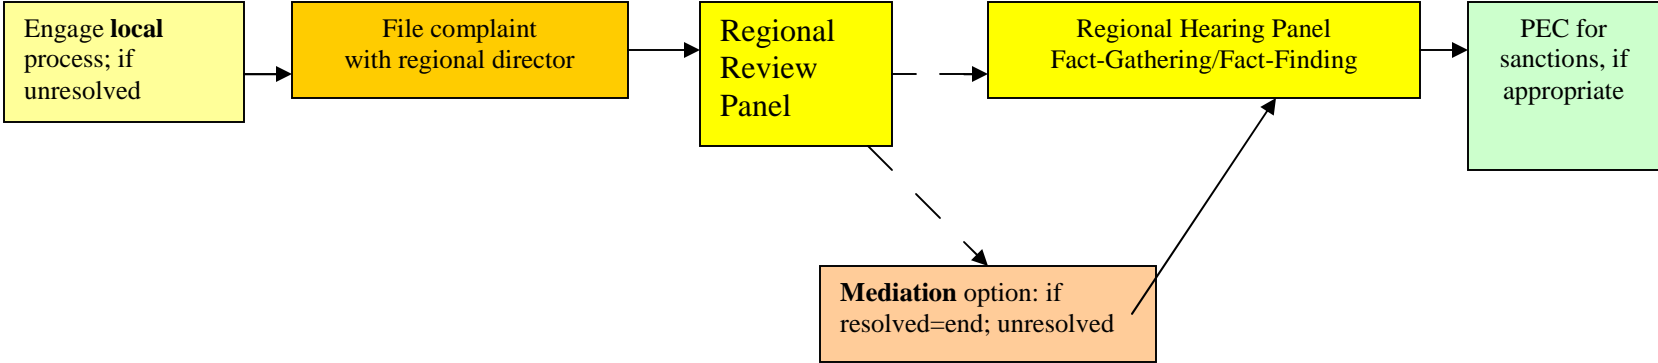 Engage local
process; if
unresolved
File complaint
with regional director
Regional
Review
Panel
Regional Hearing Panel
Fact-Gathering/Fact-Finding
PEC for
sanctions, if
appropriate
Mediation option: if
resolved=end; unresolved